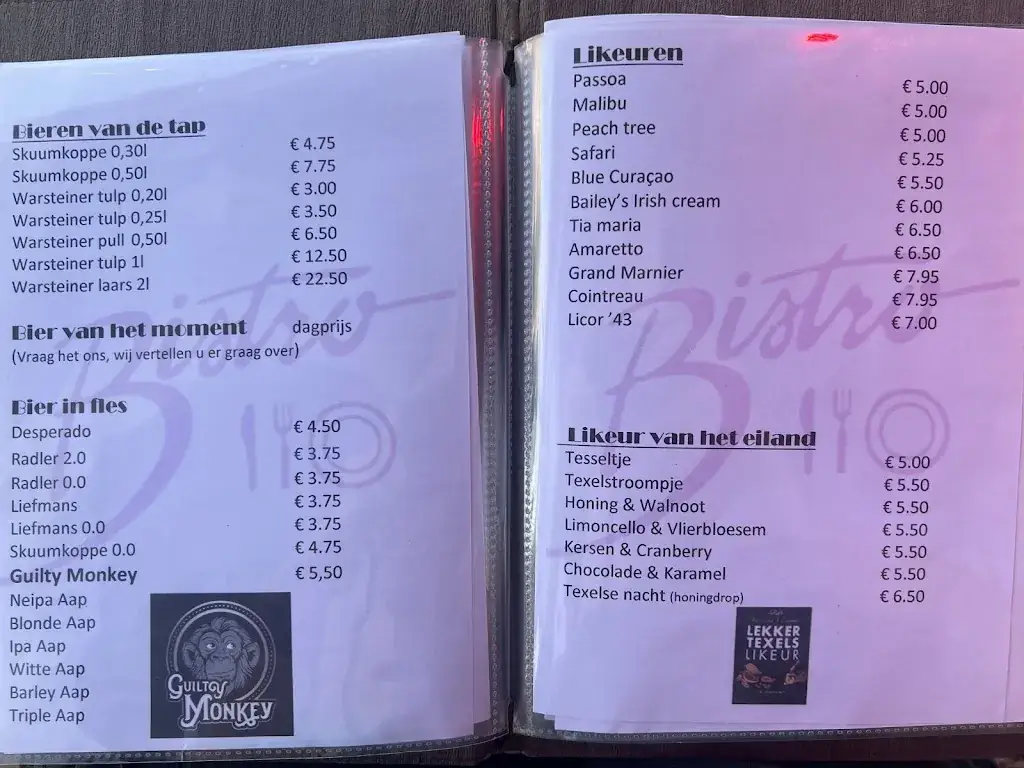 Bieren van de tap
Skuumkoppe 0,30l € 4.75
Skuumkoppe 0,50l € 7.75
Warsteiner tulp 0,20l € 3.00
Warsteiner tulp 0,25l € 3.50
Warsteiner pull 0,50l € 6.50
Warsteiner tulp 1l € 12.50
Warsteiner laars 2l € 22.50
Bier van het moment dagprijs
(Vraag het ons, wij vertellen u er graag over)
Bistro
Bier in fles
Desperado € 4.50
Radler 2.0 € 3.75
Radler 0.0 € 3.75
Liefmans € 3.75
Liefmans 0.0 € 3.75
Skuumkoppe 0.0 € 4.75
Guilty Monkey € 5,50
Neipa Aap
Blonde Aap
Ipa Aap
Witte Aap
Barley Aap
Triple Aap
GUILTY
MONKEY
Likeuren
Passoa € 5.00
Malibu € 5.00
Peach tree € 5.00
Safari € 5.25
Blue Curaçao € 5.50
Bailey's Irish cream € 6.00
Tia maria € 6.50
Amaretto € 6.50
Grand Marnier € 7.95
Cointreau € 7.95
Licor '43 € 7.00
Bistro
Likeur van het eiland
Tesseltje € 5.00
Texelstroompje € 5.50
Honing & Walnoot € 5.50
Limoncello & Vlierbloesem € 5.50
Kersen & Cranberry € 5.50
Chocolade & Karamel € 5.50
Texelse nacht (honingdrop) € 6.50
LEKKER
TEXELS
LIKEUR